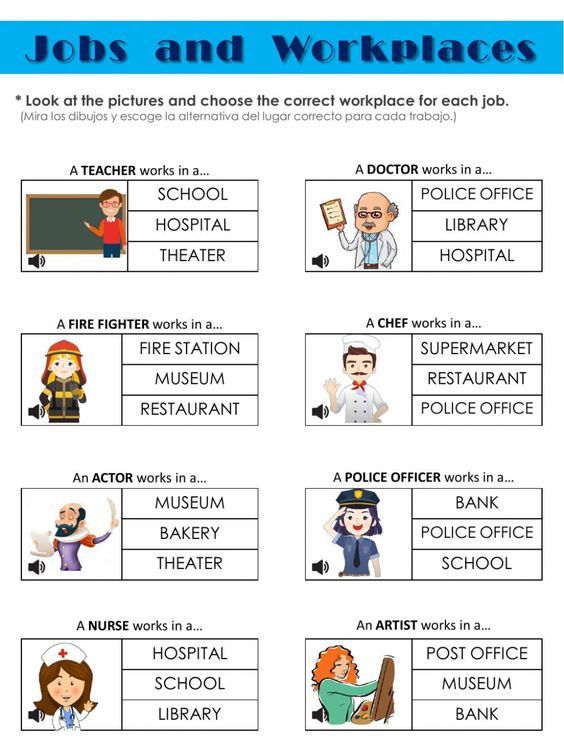 Jobs and Workplaces
* Look at the pictures and choose the correct workplace for each job.
(Mira los dibujos y escoge la alternativa del lugar correcto para cada trabajo.)
A TEACHER works in a...
SCHOOL
HOSPITAL
THEATER
A DOCTOR works in a...
POLICE OFFICE
LIBRARY
HOSPITAL
A FIRE FIGHTER works in a...
FIRE STATION
MUSEUM
RESTAURANT
A CHEF works in a...
SUPERMARKET
RESTAURANT
POLICE OFFICE
An ACTOR works in a...
MUSEUM
BAKERY
THEATER
A POLICE OFFICER works in a...
BANK
POLICE OFFICE
SCHOOL
A NURSE works in a...
HOSPITAL
SCHOOL
LIBRARY
An ARTIST works in a...
POST OFFICE
MUSEUM
BANK